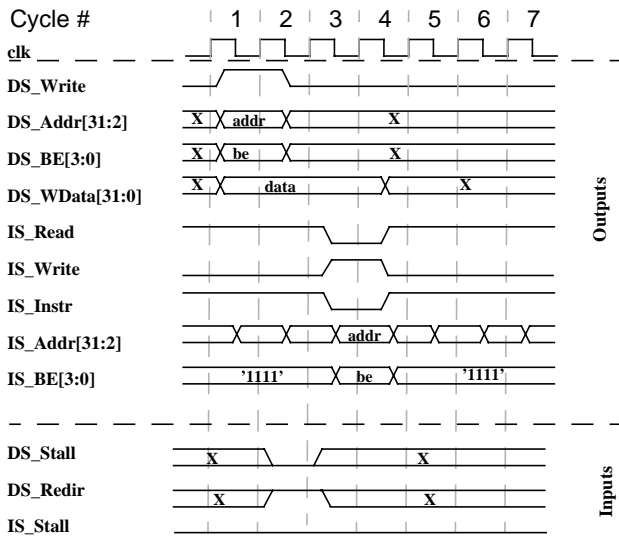 Cycle # 1 2 3 4 5 6 7
clk
DS_Write
DS_Addr[31:2] X addr X
DS_BE[3:0] X be X
DS_WData[31:0] X data X
IS_Read
IS_Write
IS_Instr
IS_Addr[31:2] addr
IS_BE[3:0] '1111' be '1111'
Outputs
DS_Stall X X
DS_Redir X X
IS_Stall
Inputs